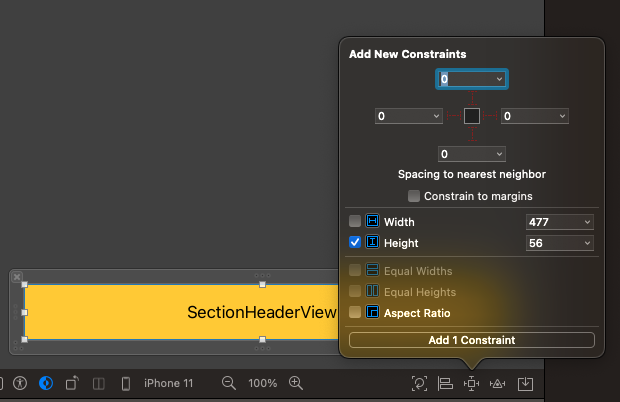 Add New Constraints
0
0 0
0
Spacing to nearest neighbor
Constrain to margins
Width 477
Height 56
Equal Widths
Equal Heights
Aspect Ratio
SectionHeaderView
Add 1 Constraint
iPhone 11 100%